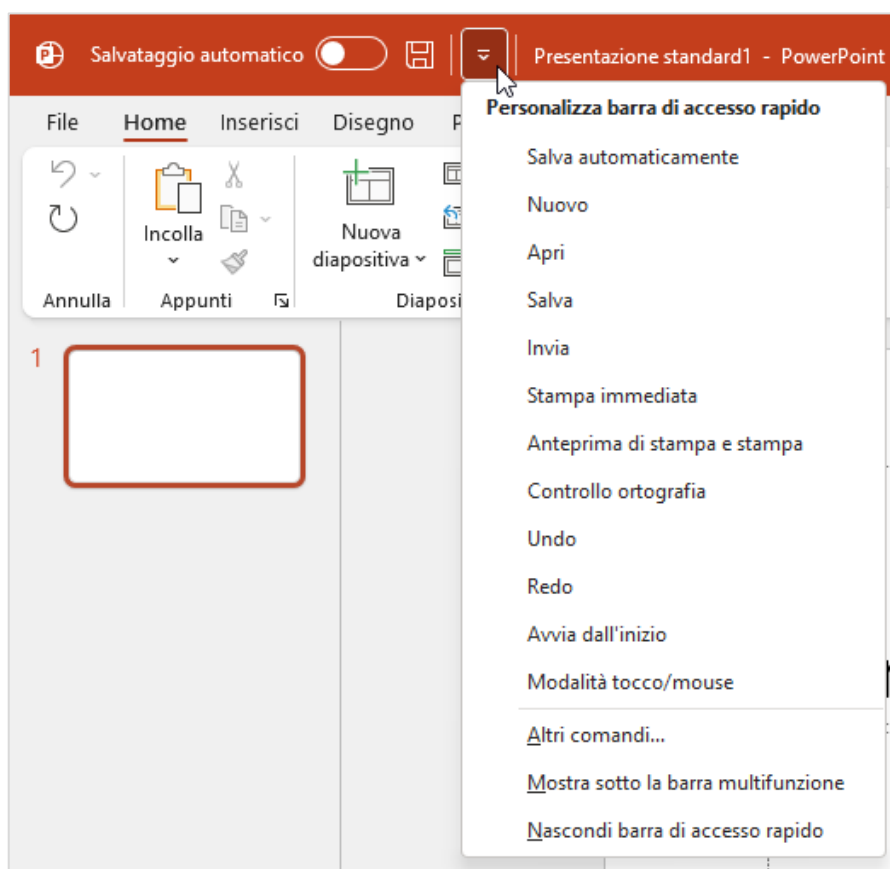 Salvataggio automatico
Presentazione standard1 - PowerPoint
File Home Inserisci Disegno
Incolla
Nuova
diapositiva
Annulla Appunti
1
Personalizza barra di accesso rapido
Salva automaticamente
Nuovo
Apri
Salva
Invia
Stampa immediata
Anteprima di stampa e stampa
Controllo ortografia
Undo
Redo
Avvia dall'inizio
Modalità tocco/mouse
Altri comandi...
Mostra sotto la barra multifunzione
Nascondi barra di accesso rapido